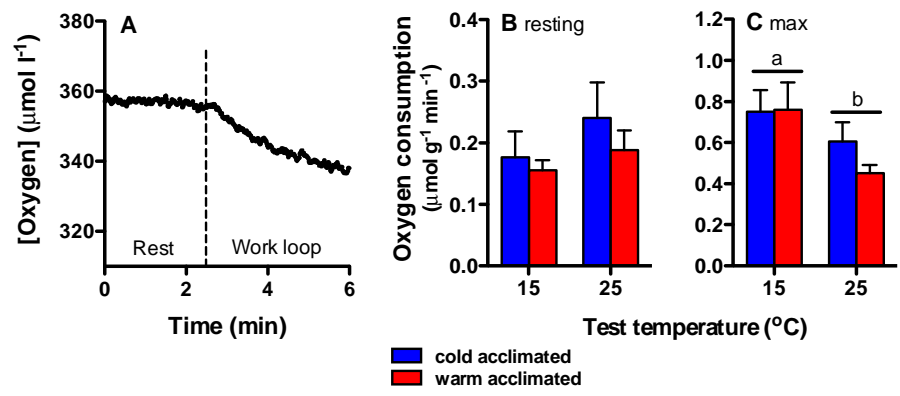 A
[Oxygen] (μmol l⁻¹)
380
360
340
320
Rest
Work loop
0
2
4
6
Time (min)
B resting
Oxygen consumption
(μmol g⁻¹ min⁻¹)
0.4
0.3
0.2
0.1
0.0
15
25
C max
1.2
1.0
0.8
0.6
0.4
0.2
0.0
a
b
15
25
Test temperature (°C)
cold acclimated
warm acclimated